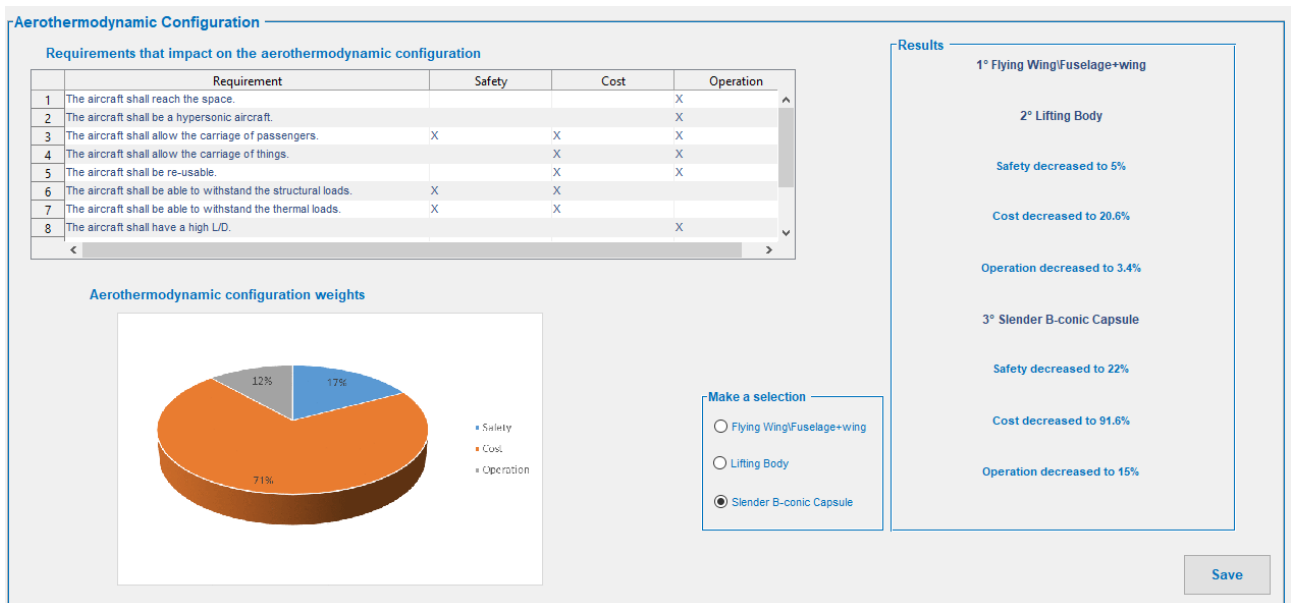 Aerothermodynamic Configuration
Requirements that impact on the aerothermodynamic configuration
Requirement Safety Cost Operation
1 The aircraft shall reach the space. X
2 The aircraft shall be a hypersonic aircraft. X
3 The aircraft shall allow the carriage of passengers. X X X
4 The aircraft shall allow the carriage of things. X X
5 The aircraft shall be re-usable. X X
6 The aircraft shall be able to withstand the structural loads. X X
7 The aircraft shall be able to withstand the thermal loads. X X
8 The aircraft shall have a high L/D. X
Aerothermodynamic configuration weights
12%
17%
71%
Safety
Cost
Operation
Make a selection
Flying Wing\Fuselage+wing
Lifting Body
Slender B-conic Capsule
Results
1° Flying Wing\Fuselage+wing
2° Lifting Body
Safety decreased to 5%
Cost decreased to 20.6%
Operation decreased to 3.4%
3° Slender B-conic Capsule
Safety decreased to 22%
Cost decreased to 91.6%
Operation decreased to 15%
Save